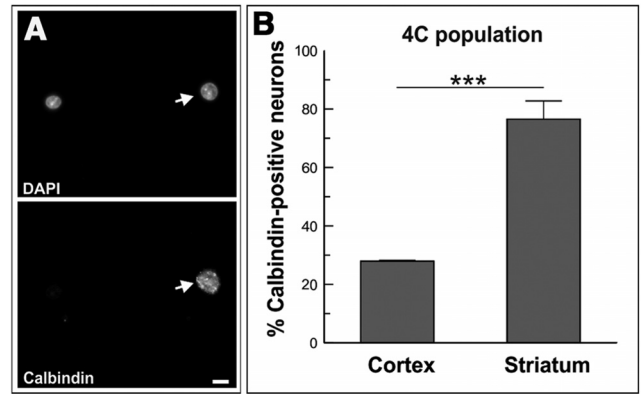 A
DAPI
Calbindin
B
4C population
% Calbindin-positive neurons
100
80
60
40
20
0
***
Cortex
Striatum